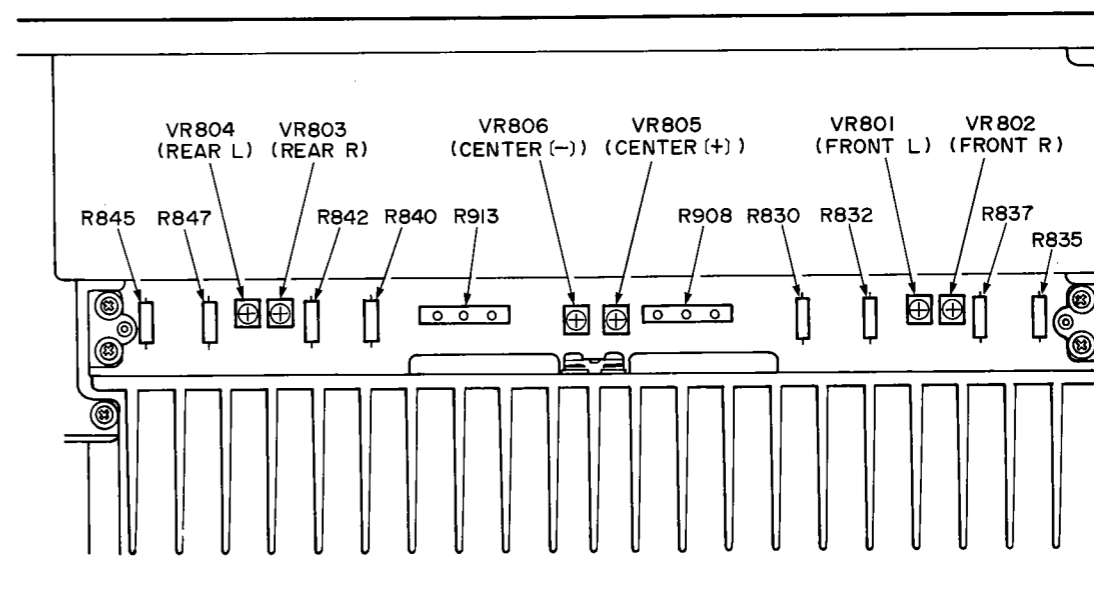 VR804 VR803 VR806 VR805 VR801 VR802
(REAR L) (REAR R) (CENTER (−)) (CENTER (+)) (FRONT L) (FRONT R)
R845 R847 R842 R840 R913 R908 R830 R832 R837
R835